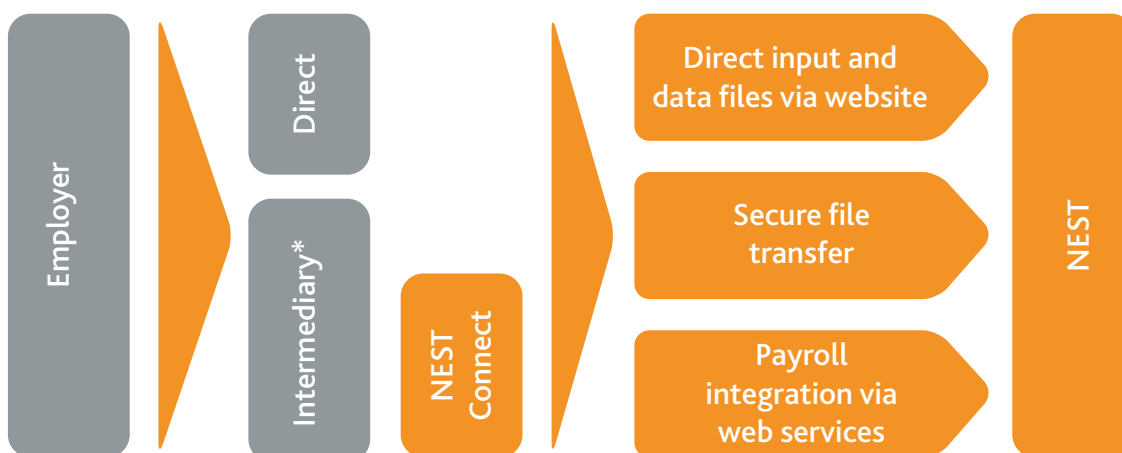 Employer
Direct
Intermediary*
NEST
Connect
Direct input and
data files via website
Secure file
transfer
Payroll
integration via
web services
NEST